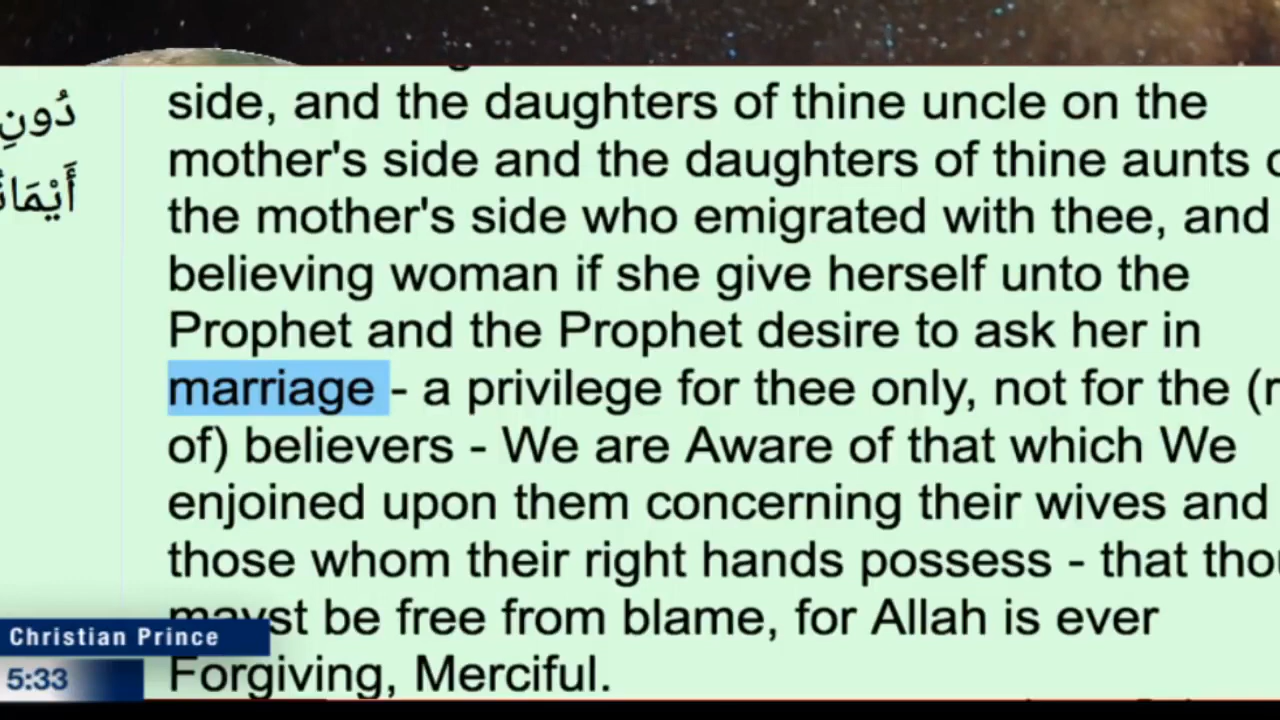 side, and the daughters of thine uncle on the
mother's side and the daughters of thine aunts
the mother's side who emigrated with thee, and
believing woman if she give herself unto the
Prophet and the Prophet desire to ask her in
marriage - a privilege for thee only, not for the
of) believers - We are Aware of that which We
enjoined upon them concerning their wives and
those whom their right hands possess - that
mayst be free from blame, for Allah is ever
Forgiving, Merciful.
دُونِ
Christian Prince
5:33